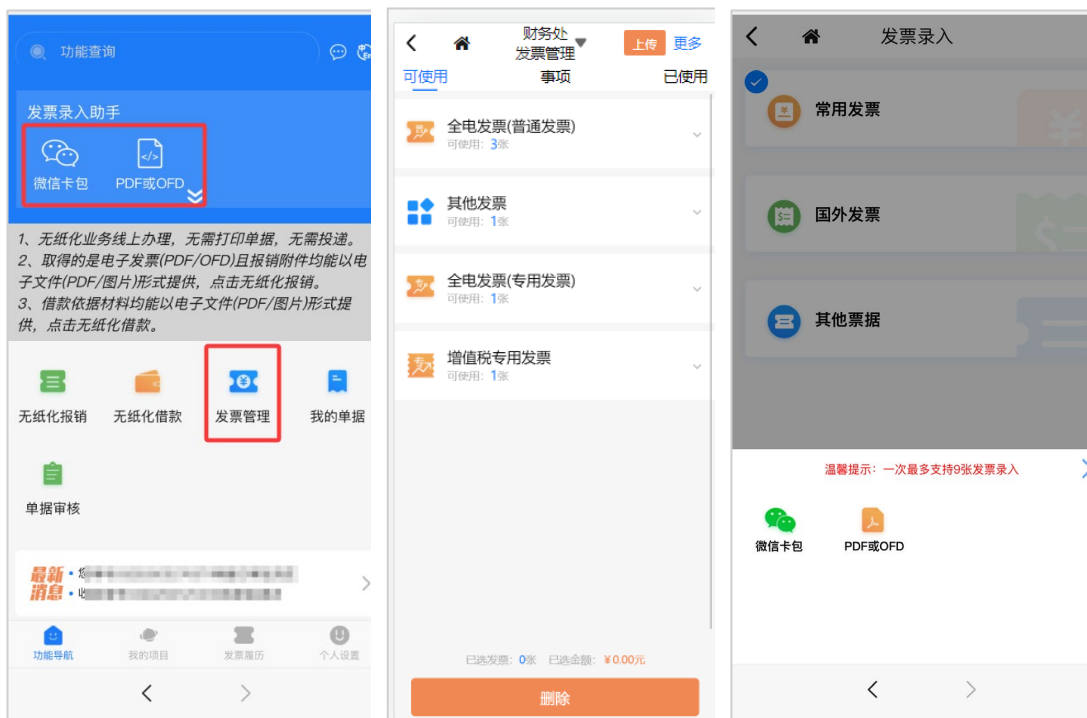 功能查询
En
发票录入助手
微信卡包
PDF或OFD
1、无纸化业务线上办理，无需打印单据，无需投递。
2、取得的是电子发票(PDF/OFD)且报销附件均能以电
子文件(PDF/图片)形式提供，点击无纸化报销。
3、借款依据材料均能以电子文件(PDF/图片)形式提
供，点击无纸化借款。
无纸化报销
无纸化借款
发票管理
我的单据
单据审核
最新
消息
功能导航
我的项目
发票履历
个人设置
财务处
发票管理
上传
更多
可使用
事项
已使用
全电发票(普通发票)
可使用：3张
其他发票
可使用：1张
全电发票(专用发票)
可使用：1张
增值税专用发票
可使用：1张
已选发票：0张 已选金额：¥0.00元
删除
发票录入
常用发票
国外发票
其他票据
温馨提示：一次最多支持9张发票录入
微信卡包
PDF或OFD